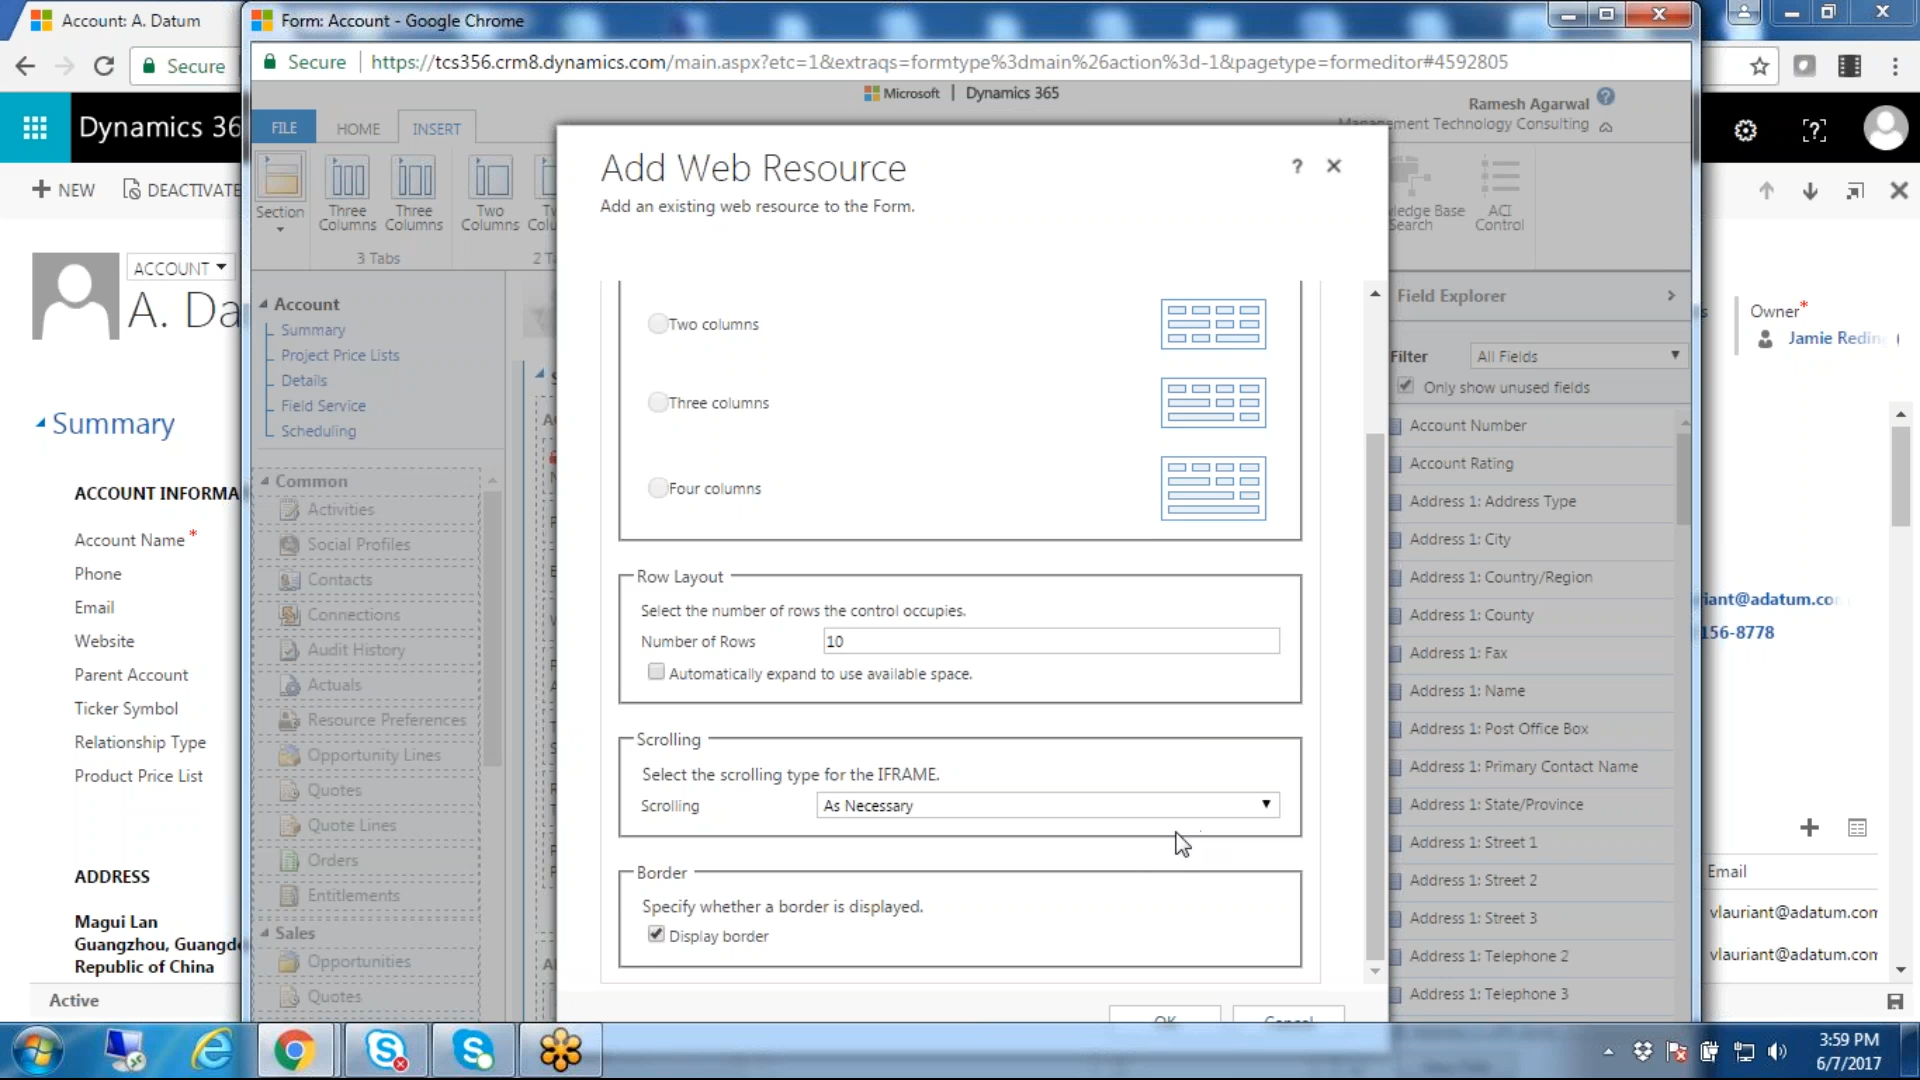 Account: A. Datum
Form: Account - Google Chrome
Secure
Secure
https://tcs356.crm8.dynamics.com/main.aspx?etc=1&extraqs=formtype%3dmain%26action%3d-1&pagetype=formeditor#4592805
Microsoft | Dynamics 365
Ramesh Agarwal
ment Technology Consulting
Dynamics 36
FILE
HOME
INSERT
NEW
DEACTIVATE
Section
Three Columns
Three Columns
Two Columns
3 Tabs
2 T
Search
ACI Control
Add Web Resource
?
Add an existing web resource to the Form.
ACCOUNT
A. Da
Summary
ACCOUNT INFORMA
Account Name *
Phone
Email
Website
Parent Account
Ticker Symbol
Relationship Type
Product Price List
ADDRESS
Magui Lan
Guangzhou, Guangd
Republic of China
Active
Account
Summary
Project Price Lists
Details
Field Service
Scheduling
Common
Activities
Social Profiles
Contacts
Connections
Audit History
Actuals
Resource Preferences
Opportunity Lines
Quotes
Quote Lines
Orders
Entitlements
Sales
Opportunities
Quotes
Two columns
Three columns
Four columns
Row Layout
Select the number of rows the control occupies.
Number of Rows
10
Automatically expand to use available space.
Scrolling
Select the scrolling type for the IFRAME.
Scrolling
As Necessary
Border
Specify whether a border is displayed.
Display border
OK
Cancel
Field Explorer
Filter
All Fields
Only show unused fields
Account Number
Account Rating
Address 1: Address Type
Address 1: City
Address 1: Country/Region
Address 1: County
Address 1: Fax
Address 1: Name
Address 1: Post Office Box
Address 1: Primary Contact Name
Address 1: State/Province
Address 1: Street 1
Address 1: Street 2
Address 1: Street 3
Address 1: Telephone 2
Address 1: Telephone 3
Owner*
Jamie Reding
iant@adatum.co
156-8778
Email
vlauriant@adatum.com
vlauriant@adatum.com
3:59 PM
6/7/2017